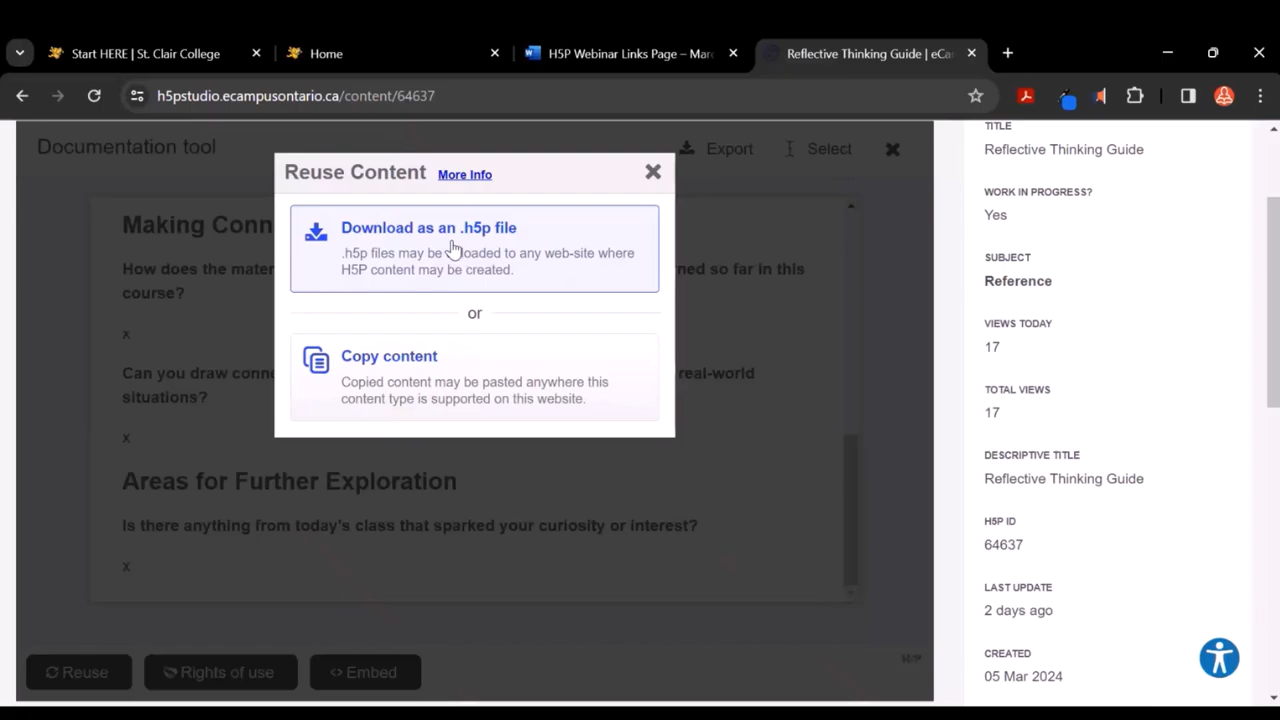 Start HERE | St. Clair College
Home
H5P Webinar Links Page – Marc
Reflective Thinking Guide | eCa
h5pstudio.ecampusontario.ca/content/64637
Documentation tool
Export
Select
Reuse Content More Info
Download as an .h5p file
.h5p files may be uploaded to any web-site where
H5P content may be created.
or
Copy content
Copied content may be pasted anywhere this
content type is supported on this website.
Making Conn
How does the mater
ned so far in this
course?
x
Can you draw conne
real-world
situations?
x
Areas for Further Exploration
Is there anything from today's class that sparked your curiosity or interest?
x
Reuse
Rights of use
<> Embed
H5P
TITLE
Reflective Thinking Guide
WORK IN PROGRESS?
Yes
SUBJECT
Reference
VIEWS TODAY
17
TOTAL VIEWS
17
DESCRIPTIVE TITLE
Reflective Thinking Guide
H5P ID
64637
LAST UPDATE
2 days ago
CREATED
05 Mar 2024